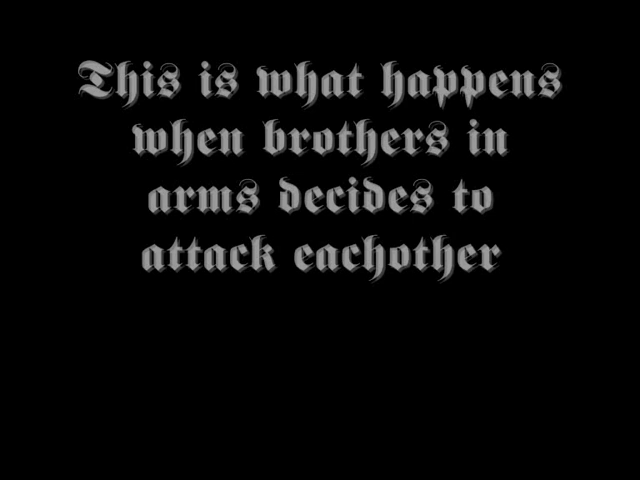 This is what happens
when brothers in
arms decides to
attack eachother